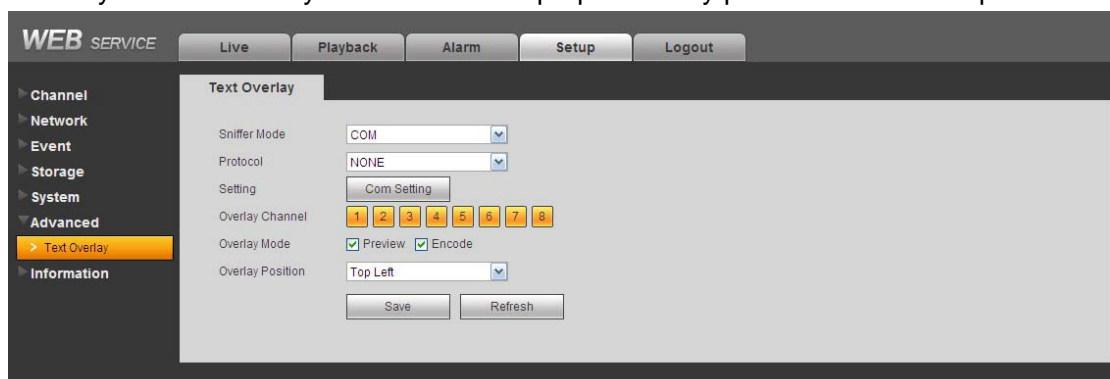 WEB SERVICE
Live Playback Alarm Setup Logout
Channel
Network
Event
Storage
System
Advanced
> Text Overlay
Information
Text Overlay
Sniffer Mode COM
Protocol NONE
Setting Com Setting
Overlay Channel 1 2 3 4 5 6 7 8
Overlay Mode Preview Encode
Overlay Position Top Left
Save Refresh